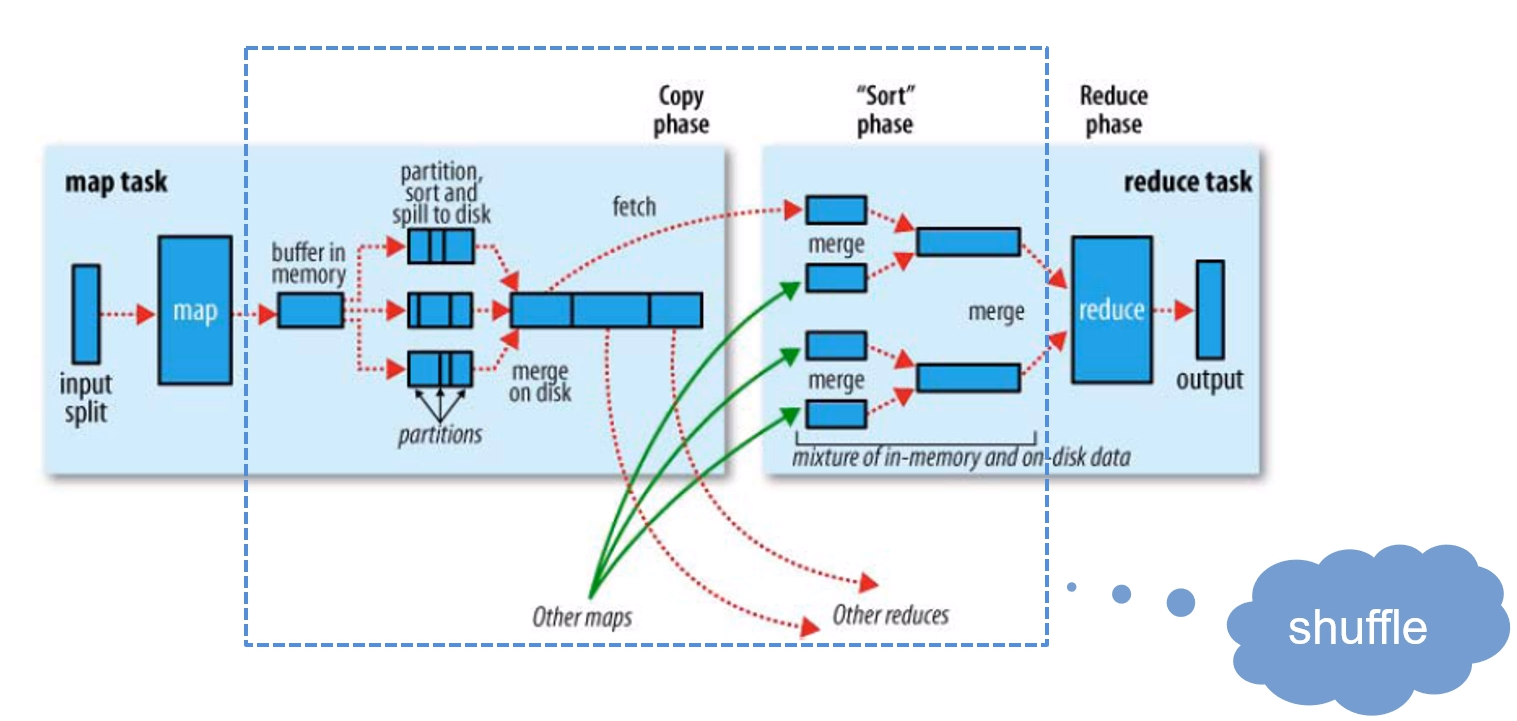 Copy
phase
“Sort”
phase
Reduce
phase
map task
partition,
sort and
spill to disk
fetch
reduce task
buffer in
memory
merge
map
merge
reduce
input
split
merge
on disk
merge
output
partitions
mixture of in-memory and on-disk data
Other maps
Other reduces
shuffle